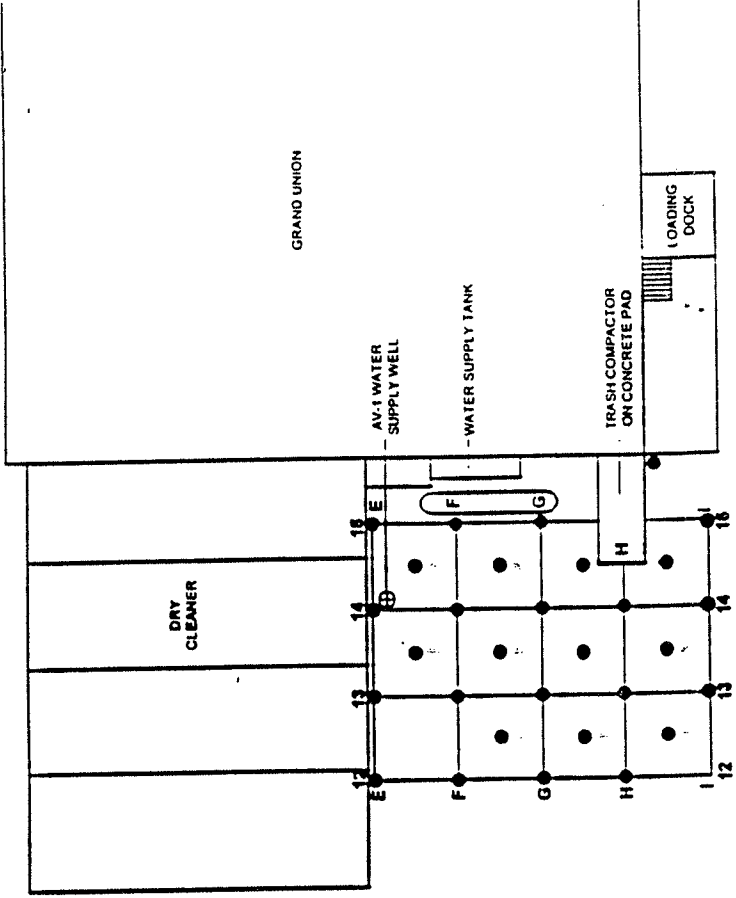 GRAND UNION
DRY
CLEANER
AV-1 WATER
SUPPLY WELL
WATER SUPPLY TANK
TRASH COMPACTOR
ON CONCRETE PAD
LOADING
DOCK
12
13
14
15
E
E
F
F
G
G
H
H
I
I
12
13
14
15